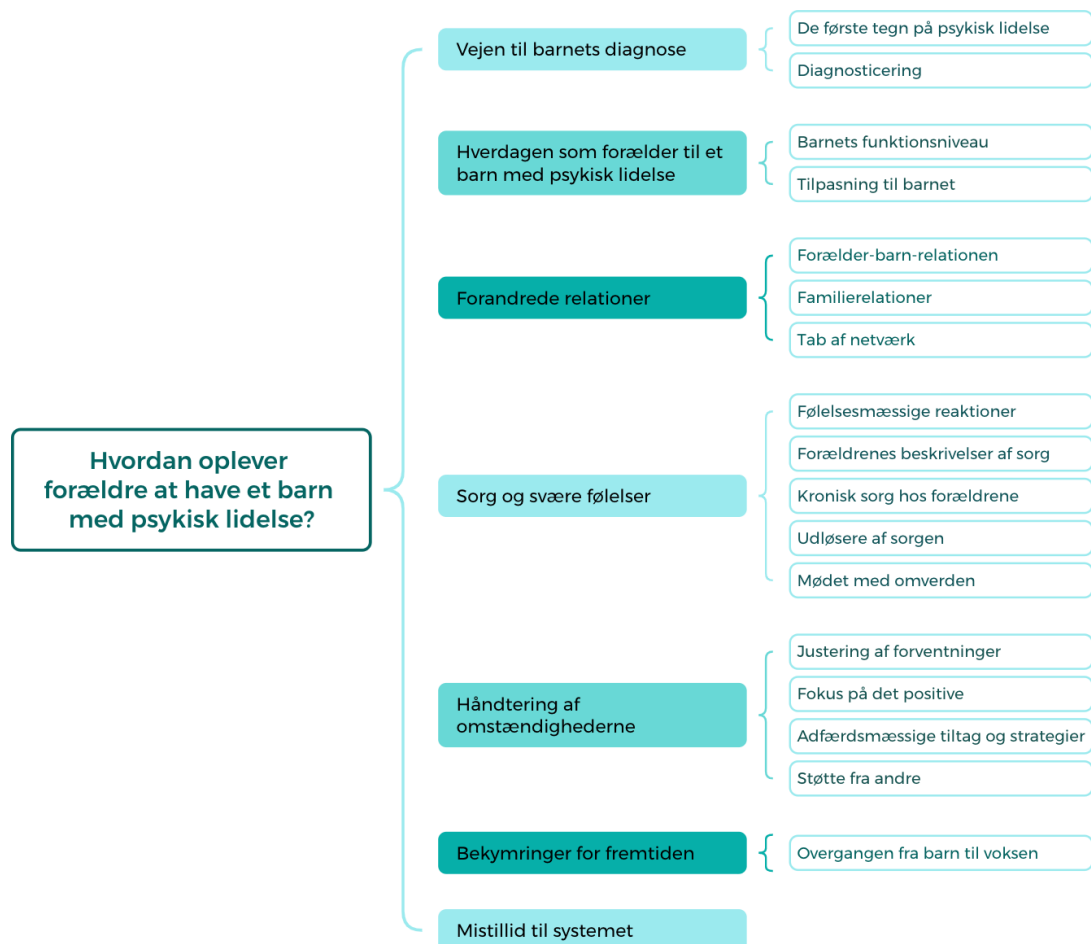 Hvordan oplever
forældre at have et barn
med psykisk lidelse?
Vejen til barnets diagnose
De første tegn på psykisk lidelse
Diagnosticering
Hverdagen som forælder til et
barn med psykisk lidelse
Barnets funktionsniveau
Tilpasning til barnet
Forandrede relationer
Forælder-barn-relationen
Familierelationer
Tab af netværk
Sorg og svære følelser
Følelsesmæssige reaktioner
Forældrenes beskrivelser af sorg
Kronisk sorg hos forældrene
Udløsere af sorgen
Mødet med omverden
Håndtering af
omstændighederne
Justering af forventninger
Fokus på det positive
Adfærdsmæssige tiltag og strategier
Støtte fra andre
Bekymringer for fremtiden
Overgangen fra barn til voksen
Mistillid til systemet